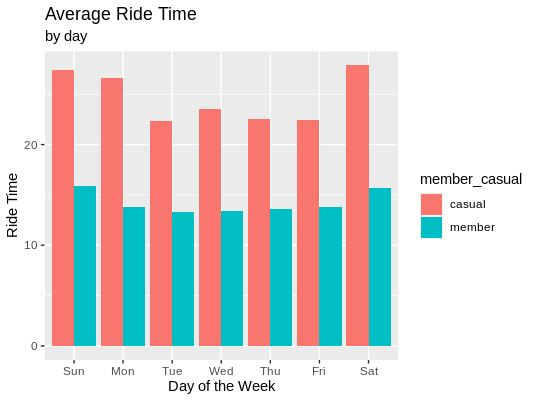 Average Ride Time
by day
Ride Time
20
10
0
Sun Mon Tue Wed Thu Fri Sat
Day of the Week
member_casual
casual
member